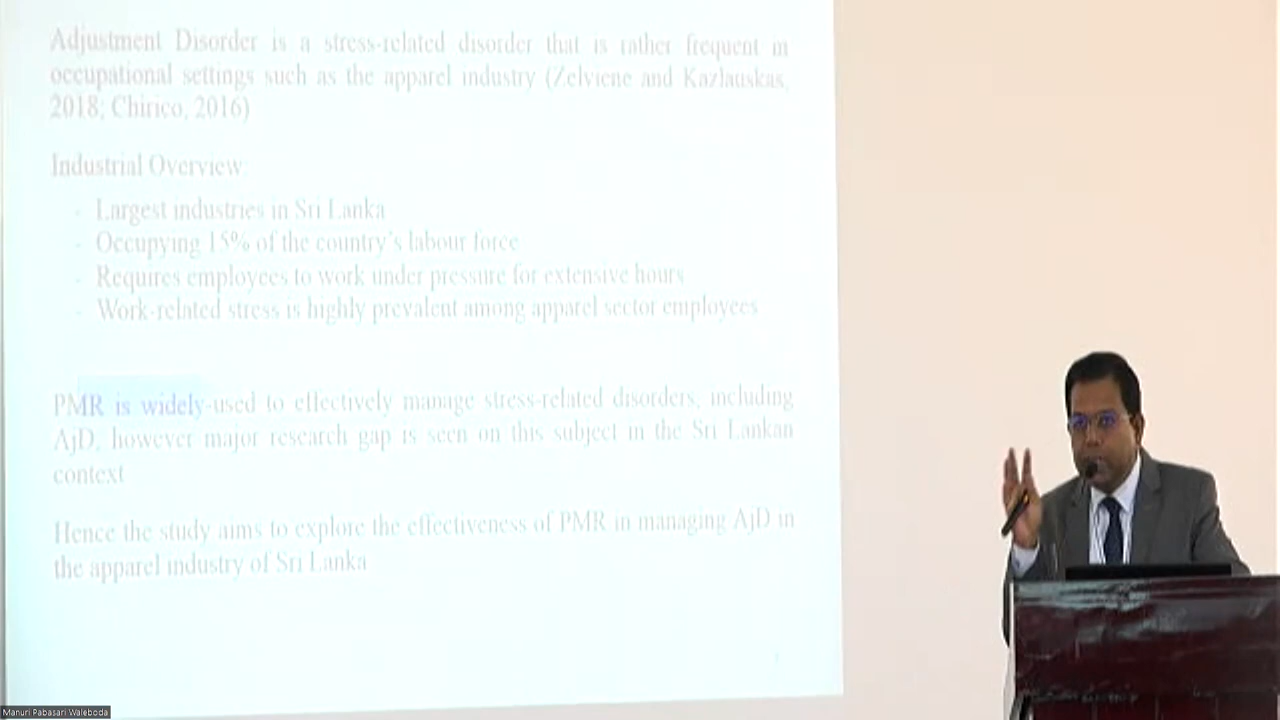 Adjustment Disorder is a stress-related disorder that is rather frequent in
occupational settings such as the apparel industry (Zelviene and Kazlauskas,
2018; Chirico, 2016)
Industrial Overview:
- Largest industries in Sri Lanka
- Occupying 15% of the country's labour force
- Requires employees to work under pressure for extensive hours
- Work-related stress is highly prevalent among apparel sector employees
PMR is widely-used to effectively manage stress-related disorders, including
AjD, however major research gap is seen on this subject in the Sri Lankan
context
Hence the study aims to explore the effectiveness of PMR in managing AjD in
the apparel industry of Sri Lanka
Manuri Pabasari Waleboda